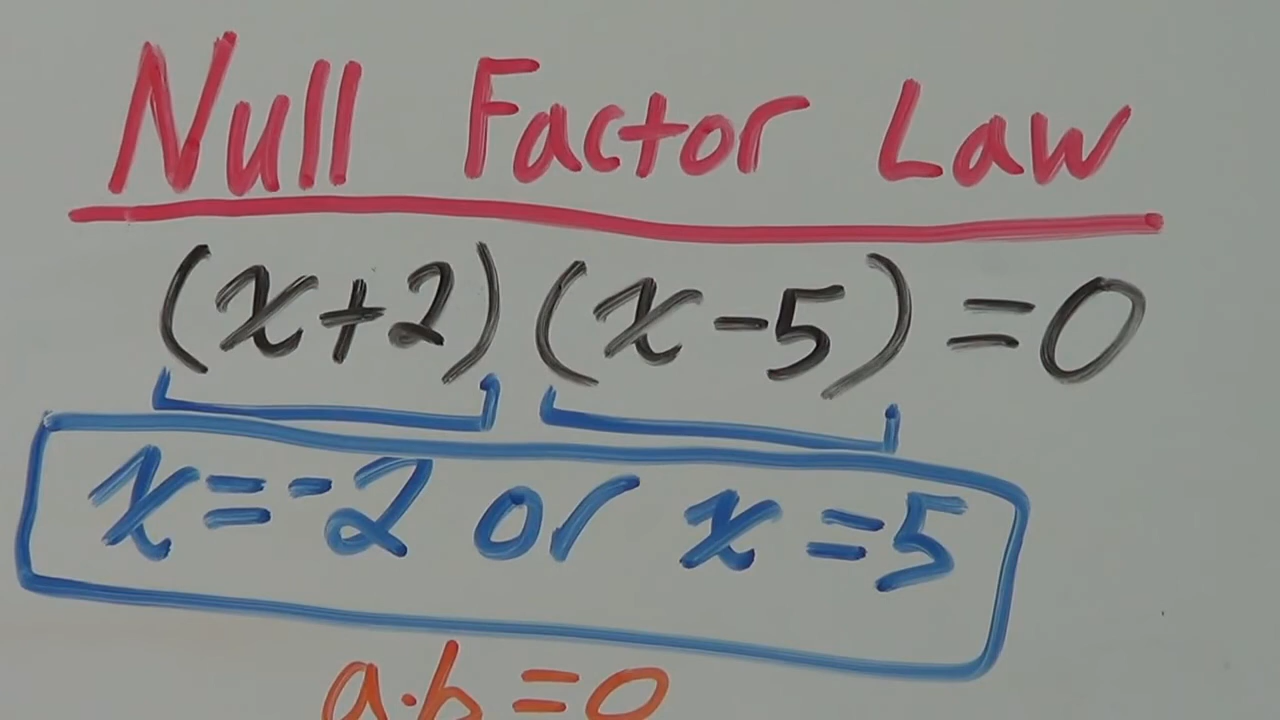 Null Factor Law
(x+2)(x-5)=0
x=-2 or x=5
a·b=0